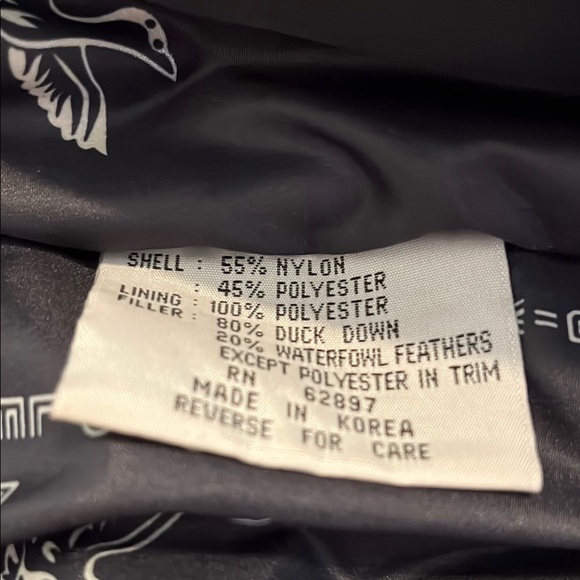 SHELL : 55% NYLON
: 45% POLYESTER
LINING : 100% POLYESTER
FILLER : 80% DUCK DOWN
20% WATERFOWL FEATHERS
EXCEPT POLYESTER IN TRIM
RN 62897
MADE IN KOREA
REVERSE FOR CARE